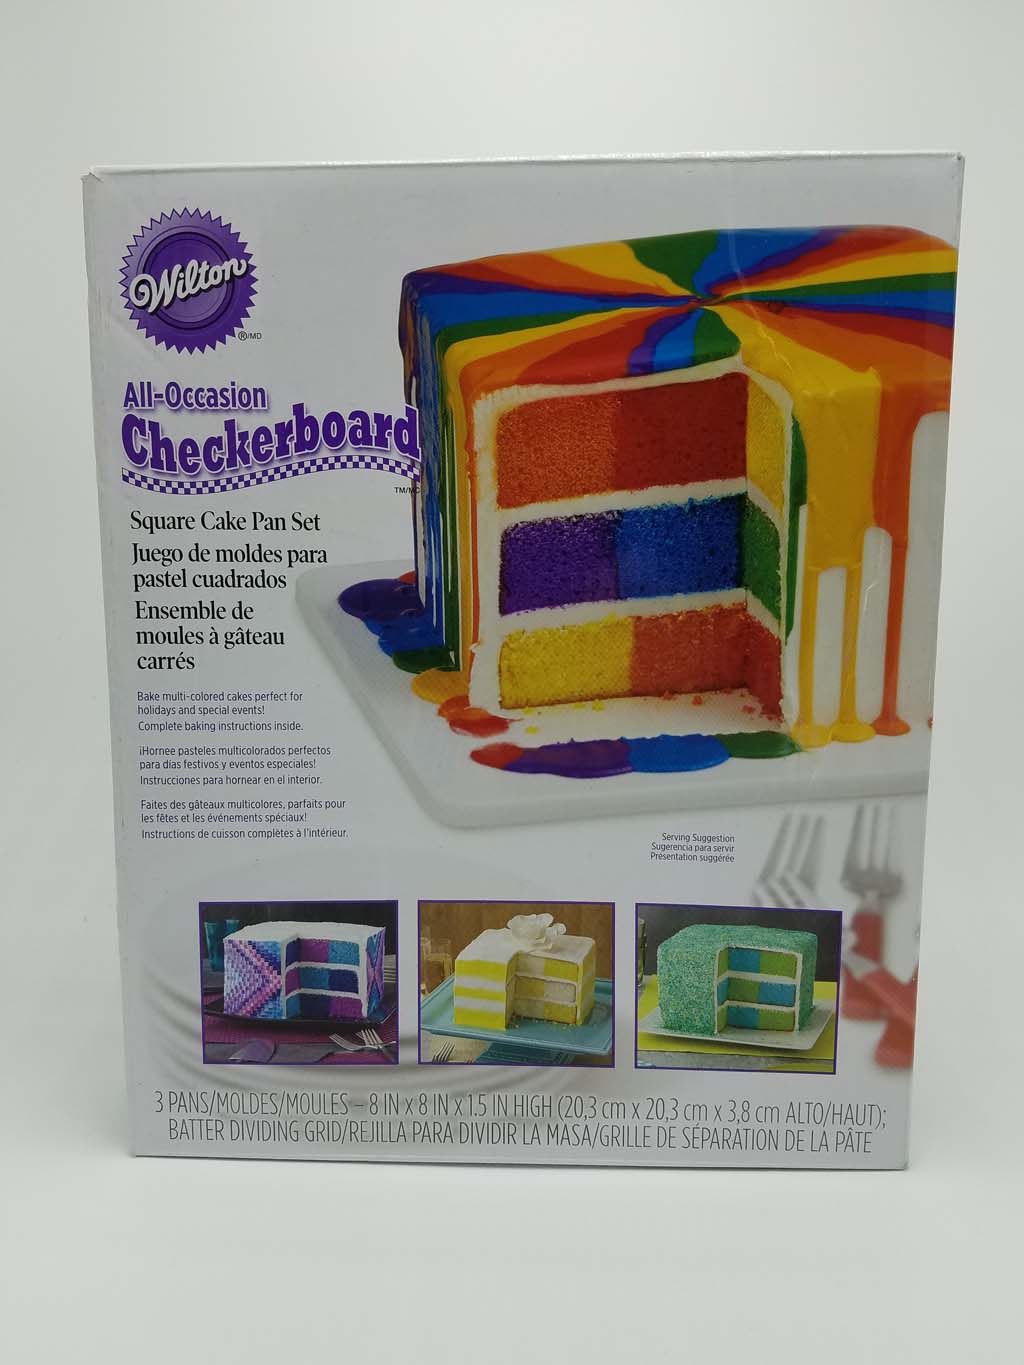 Wilton
®/MD
All-Occasion
Checkerboard
TM/MC
Square Cake Pan Set
Juego de moldes para
pastel cuadrados
Ensemble de
moules à gâteau
carrés
Bake multi-colored cakes perfect for
holidays and special events!
Complete baking instructions inside.
¡Hornee pasteles multicolorados perfectos
para días festivos y eventos especiales!
Instrucciones para hornear en el interior.
Faites des gâteaux multicolores, parfaits pour
les fêtes et les événements spéciaux!
Instructions de cuisson complètes à l'intérieur.
Serving Suggestion
Sugerencia para servir
Présentation suggérée
3 PANS/MOLDES/MOULES – 8 IN x 8 IN x 1.5 IN HIGH (20,3 cm x 20,3 cm x 3,8 cm ALTO/HAUT);
BATTER DIVIDING GRID/REJILLA PARA DIVIDIR LA MASA/GRILLE DE SÉPARATION DE LA PÂTE